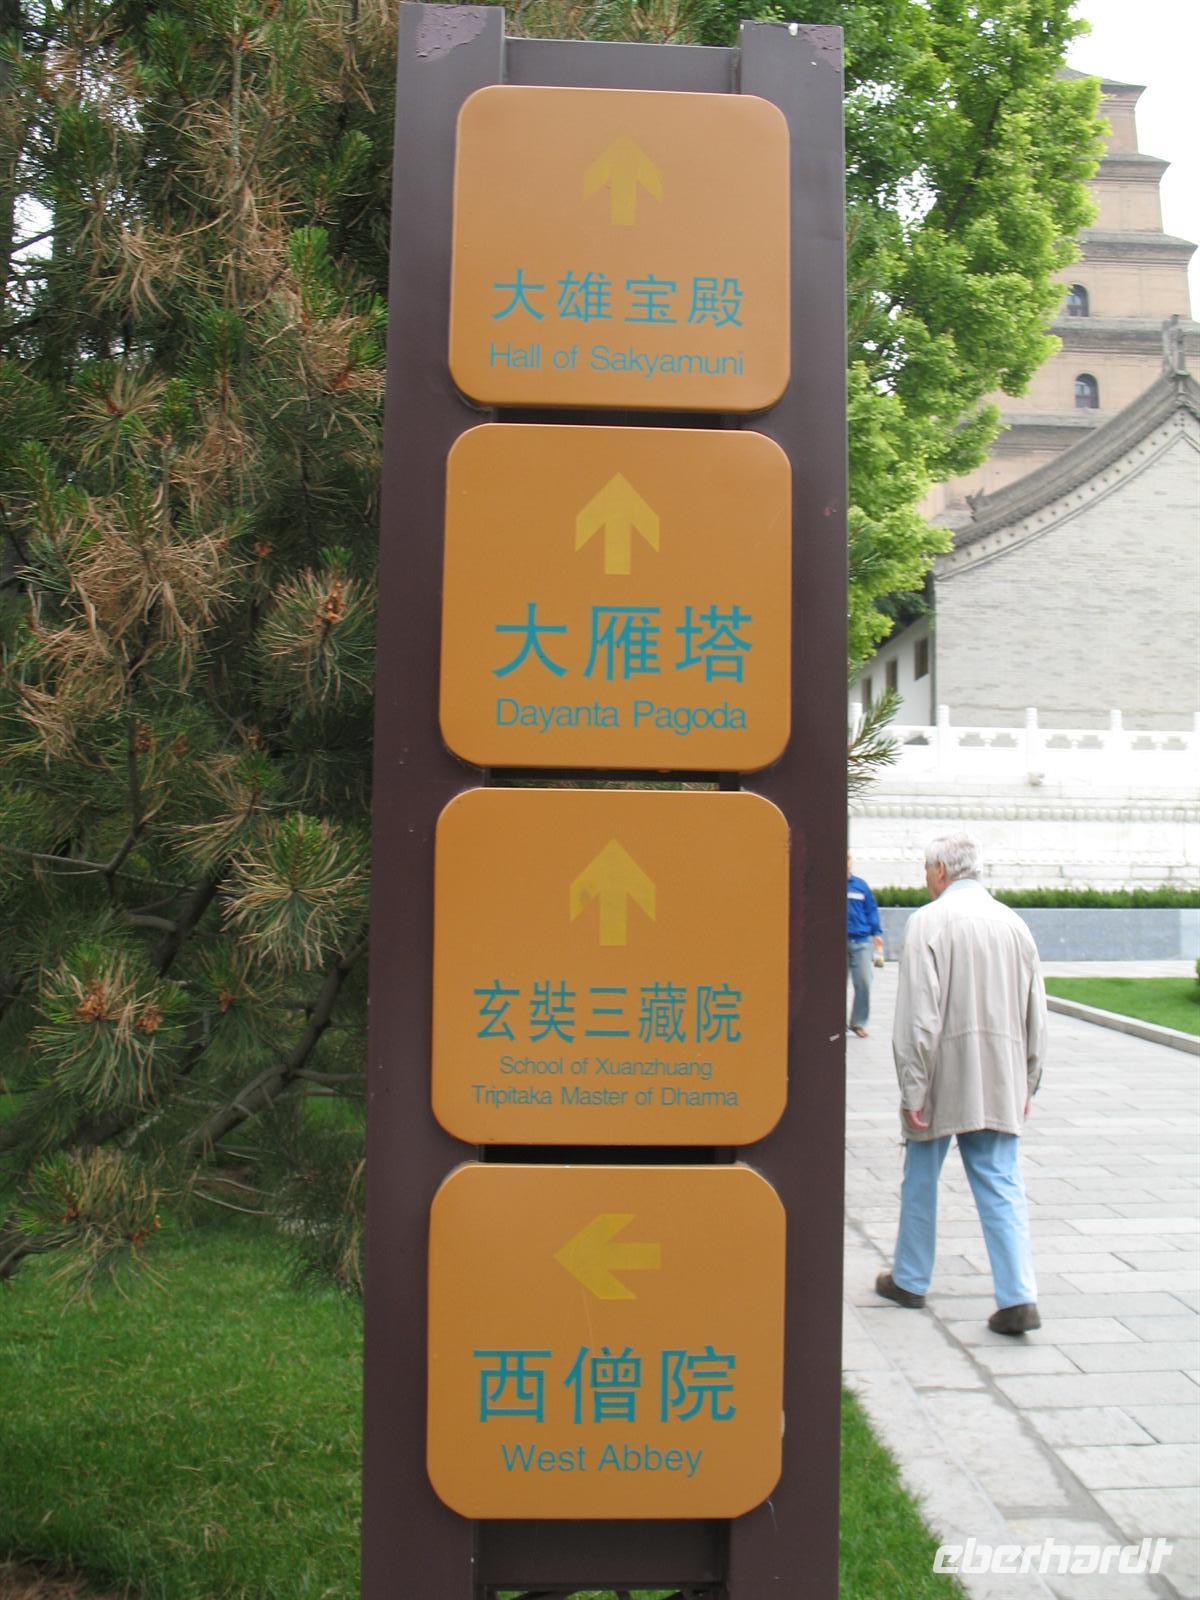 大雄宝殿
Hall of Sakyamuni
大雁塔
Dayanta Pagoda
玄奘三藏院
School of Xuanzhuang
Tripitaka Master of Dharma
西僧院
West Abbey
eberhardt